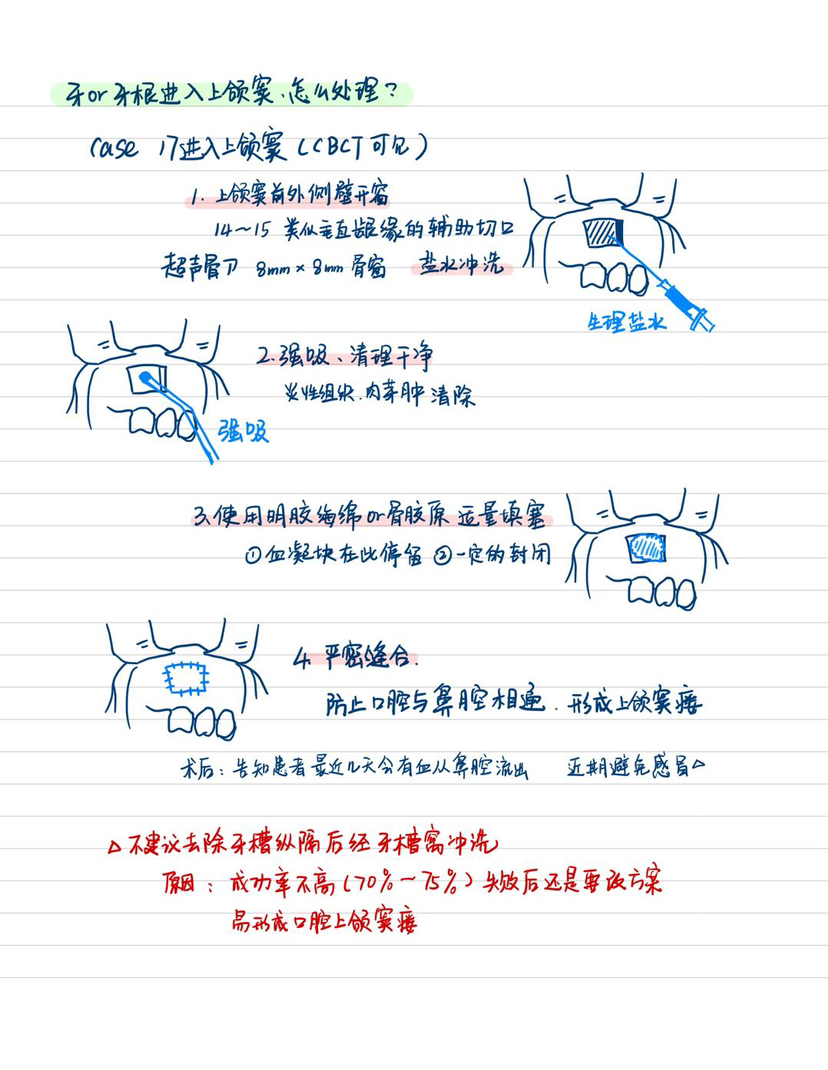 牙or牙根进入上颌窦.怎么处理？
Case 17进入上颌窦(CBCT可见)
1. 上颌窦前外侧壁开窗
14～15 类似垂直龈缘的辅助切口
超声骨刀 8mm×8mm骨窗 盐水冲洗
生理盐水
2.强吸、清理干净
炎性组织.肉芽肿清除
强吸
3.使用明胶海绵or骨胶原 适量填塞
①血凝块在此停留 ②一定的封闭
4. 严密缝合.
防止口腔与鼻腔相通.形成上颌窦瘘
术后：告知患者最近几天会有血从鼻腔流出 近期避免感冒△
△不建议去除牙槽纵隔后经牙槽窝冲洗
原因：成功率不高(70%～75%)失败后还是要改方案
易形成口腔上颌窦瘘